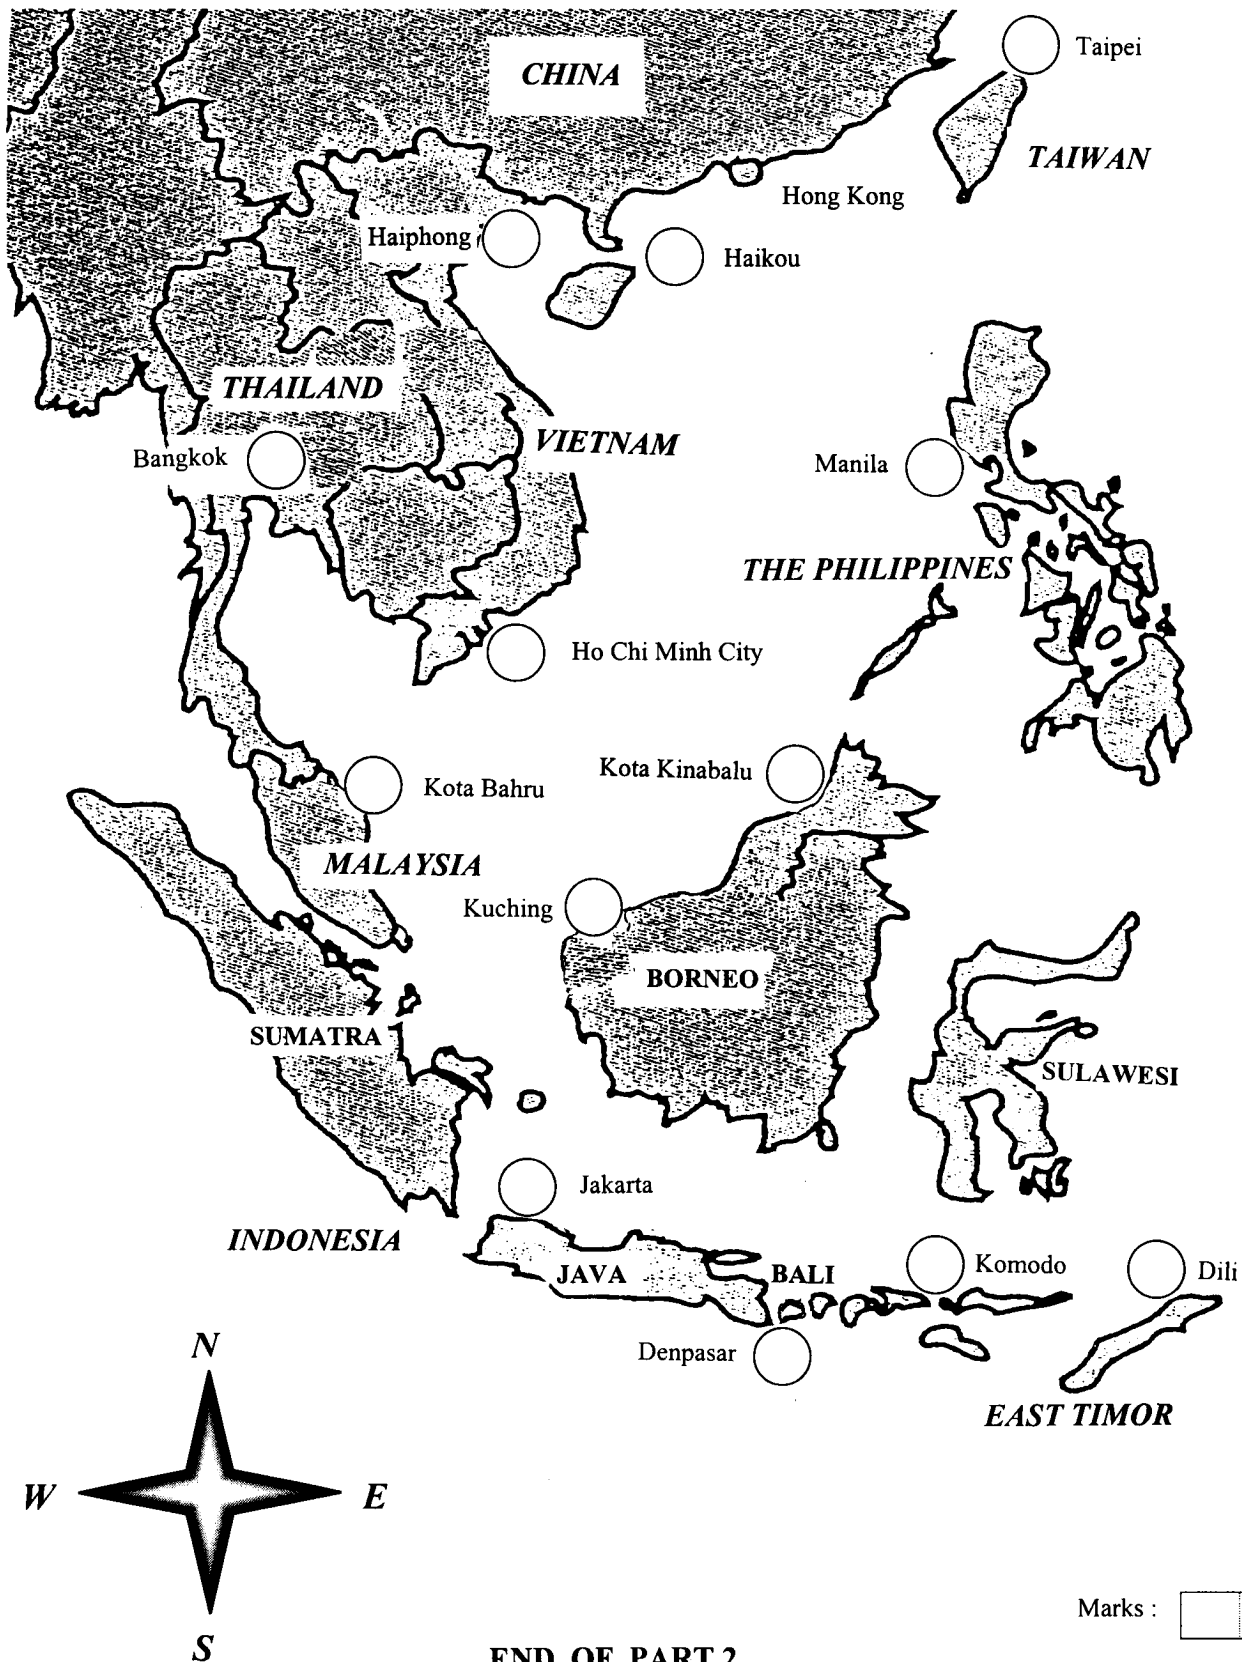 Taipei
CHINA
TAIWAN
Hong Kong
Haiphong
Haikou
THAILAND
VIETNAM
Bangkok
Manila
THE PHILIPPINES
Ho Chi Minh City
Kota Kinabalu
Kota Bahru
MALAYSIA
Kuching
BORNEO
SUMATRA
SULAWESI
Jakarta
INDONESIA
JAVA
BALI
Komodo
Dili
Denpasar
EAST TIMOR
N
W
E
S
Marks :
END OF PART 2